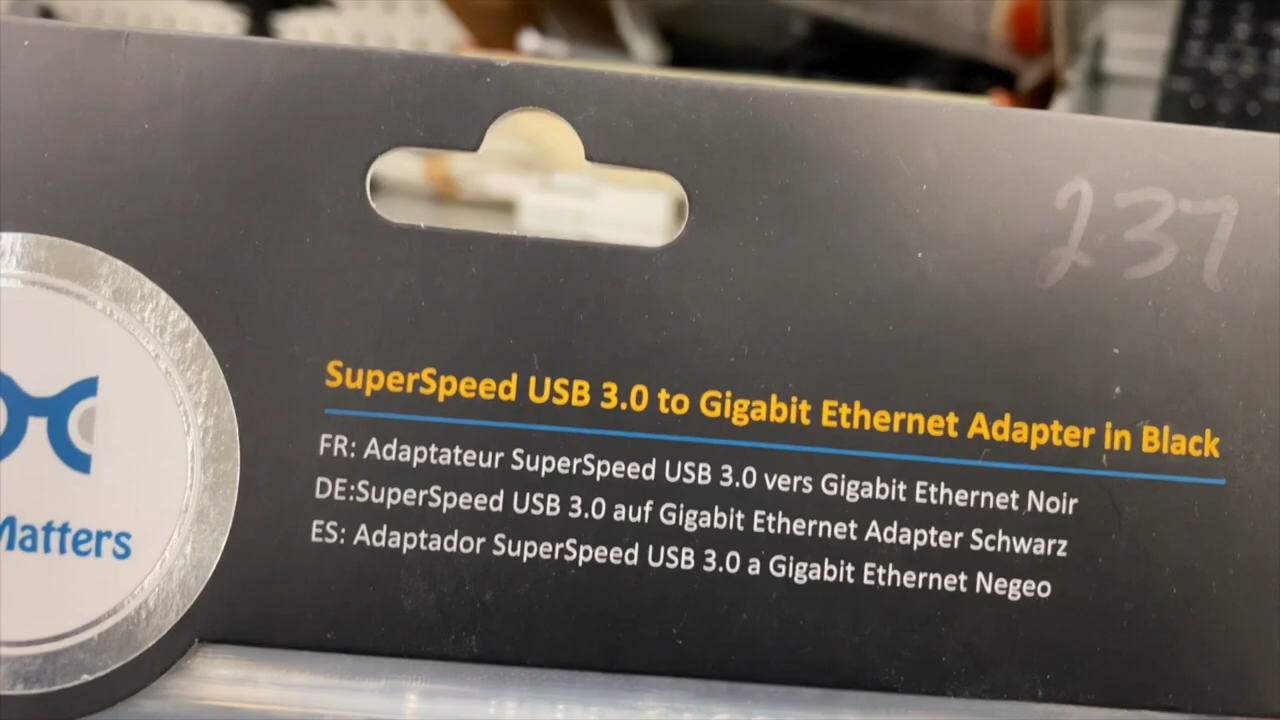 237
SuperSpeed USB 3.0 to Gigabit Ethernet Adapter in Black
FR: Adaptateur SuperSpeed USB 3.0 vers Gigabit Ethernet Noir
DE:SuperSpeed USB 3.0 auf Gigabit Ethernet Adapter Schwarz
ES: Adaptador SuperSpeed USB 3.0 a Gigabit Ethernet Negeo
Matters